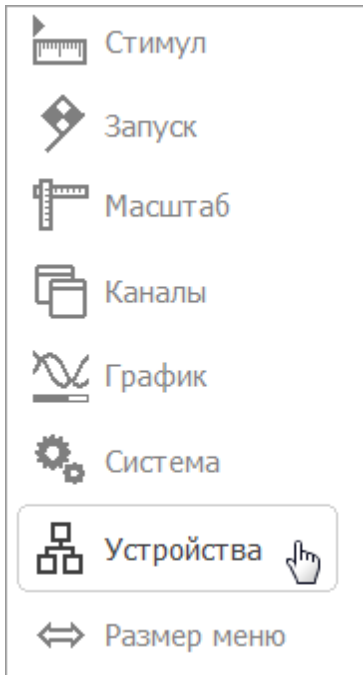 Стимул
Запуск
Масштаб
Каналы
График
Система
Устройства
Размер меню